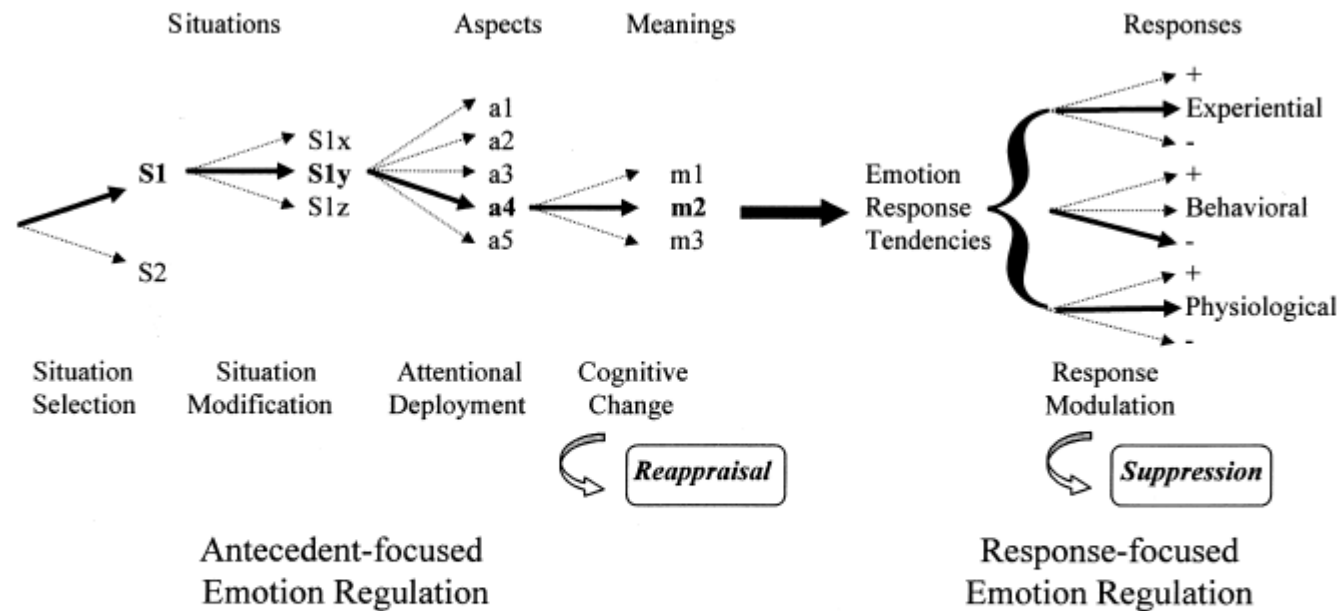 Situations
Aspects
Meanings
Responses
S1
S2
S1x
S1y
S1z
a1
a2
a3
a4
a5
m1
m2
m3
Emotion
Response
Tendencies
+
Experiential
-
+
Behavioral
-
+
Physiological
-
Situation
Selection
Situation
Modification
Attentional
Deployment
Cognitive
Change
Response
Modulation
Reappraisal
Suppression
Antecedent-focused
Emotion Regulation
Response-focused
Emotion Regulation